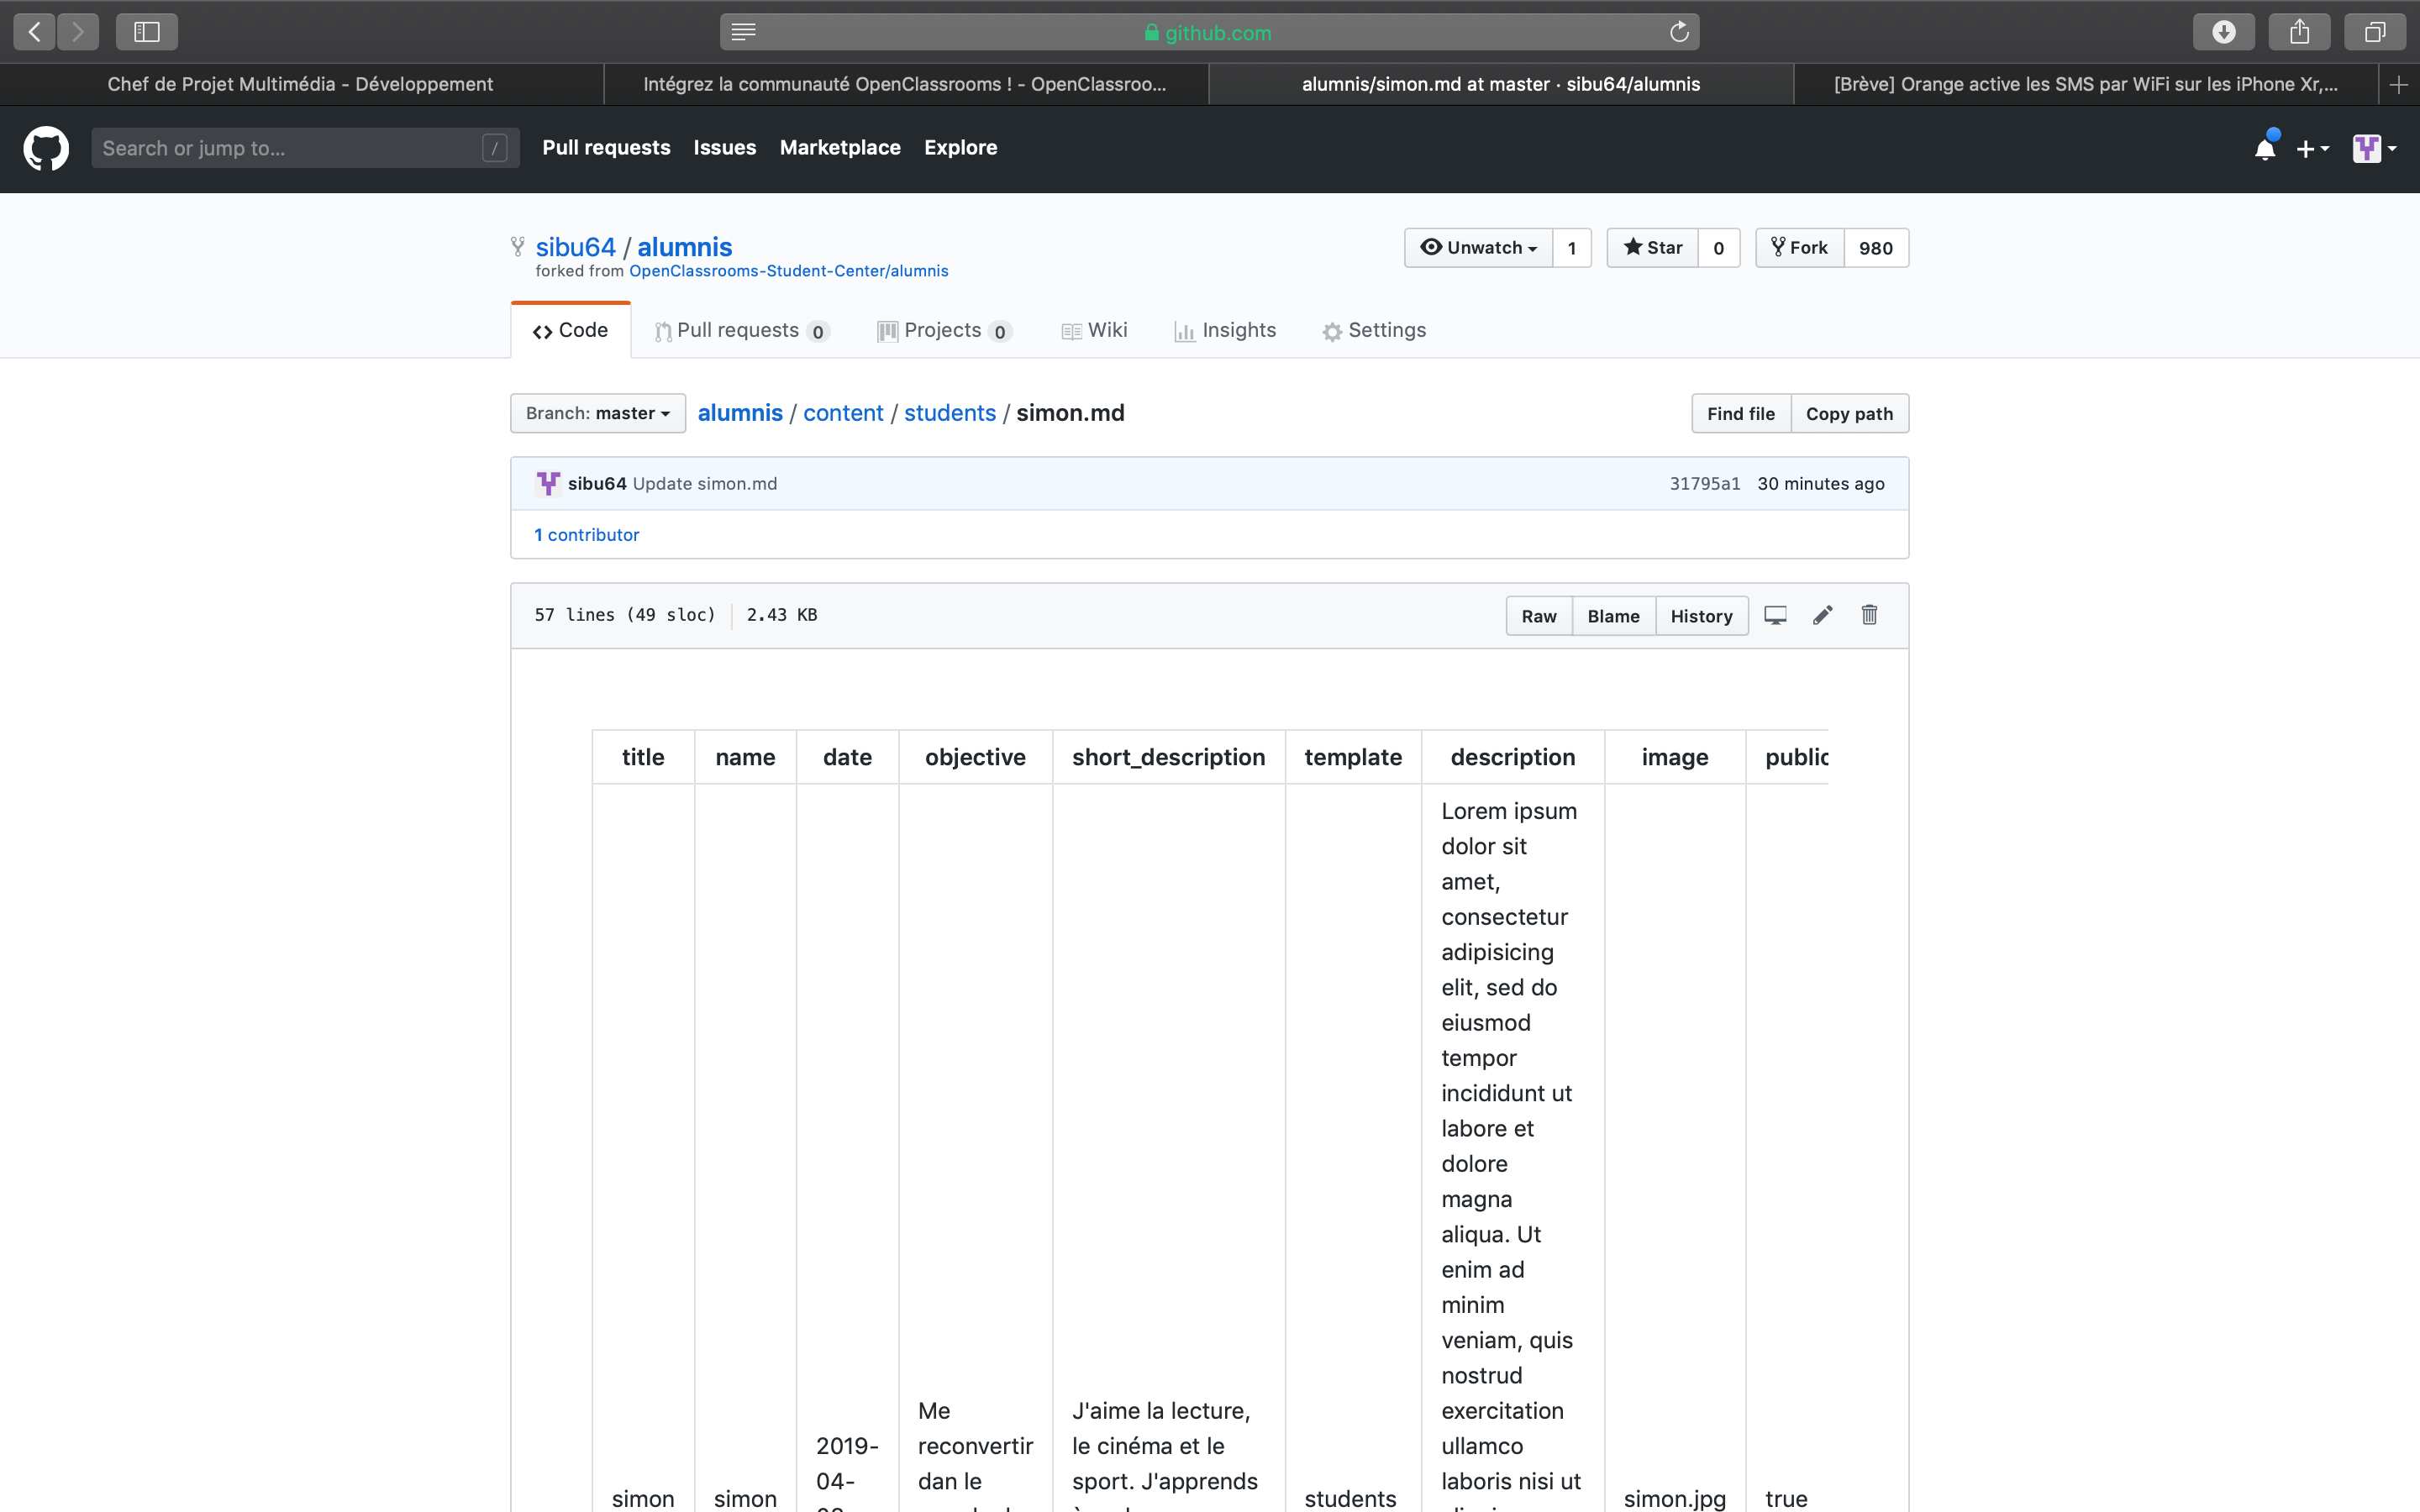 github.com
Chef de Projet Multimédia - Développement
Intégrez la communauté OpenClassrooms ! - OpenClassroo...
alumnis/simon.md at master · sibu64/alumnis
[Brève] Orange active les SMS par WiFi sur les iPhone Xr,...
Search or jump to... /
Pull requests Issues Marketplace Explore
sibu64 / alumnis
forked from OpenClassrooms-Student-Center/alumnis
Unwatch 1 Star 0 Fork 980
Code Pull requests 0 Projects 0 Wiki Insights Settings
Branch: master alumnis / content / students / simon.md Find file Copy path
sibu64 Update simon.md 31795a1 30 minutes ago
1 contributor
57 lines (49 sloc) 2.43 KB Raw Blame History
title name date objective short_description template description image public
Lorem ipsum
dolor sit
amet,
consectetur
adipisicing
elit, sed do
eiusmod
tempor
incididunt ut
labore et
dolore
magna
aliqua. Ut
enim ad
minim
veniam, quis
nostrud
Me J'aime la lecture, exercitation
2019- reconvertir le cinéma et le ullamco
04- dan le sport. J'apprends laboris nisi ut
simon simon students simon.jpg true